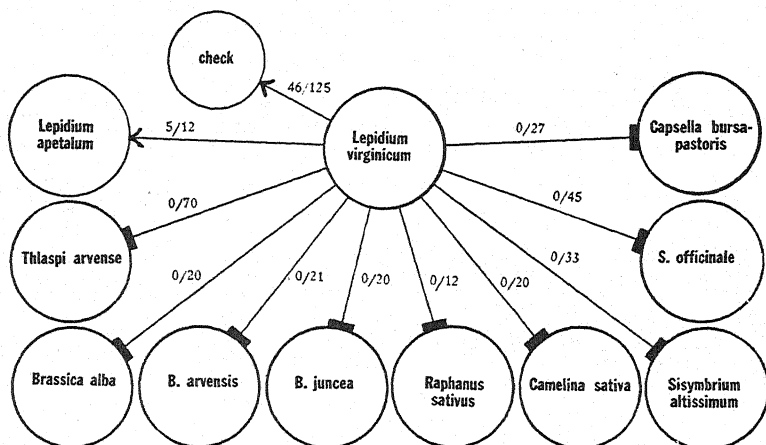 check
46/125
Lepidium
apetalum
5/12
Lepidium
virginicum
0/27
Capsella bursa-
pastoris
0/70
0/45
Thlaspi arvense
S. officinale
0/20
0/21
0/20
0/12
0/20
0/33
Brassica alba
B. arvensis
B. juncea
Raphanus
sativus
Camelina sativa
Sisymbrium
altissimum